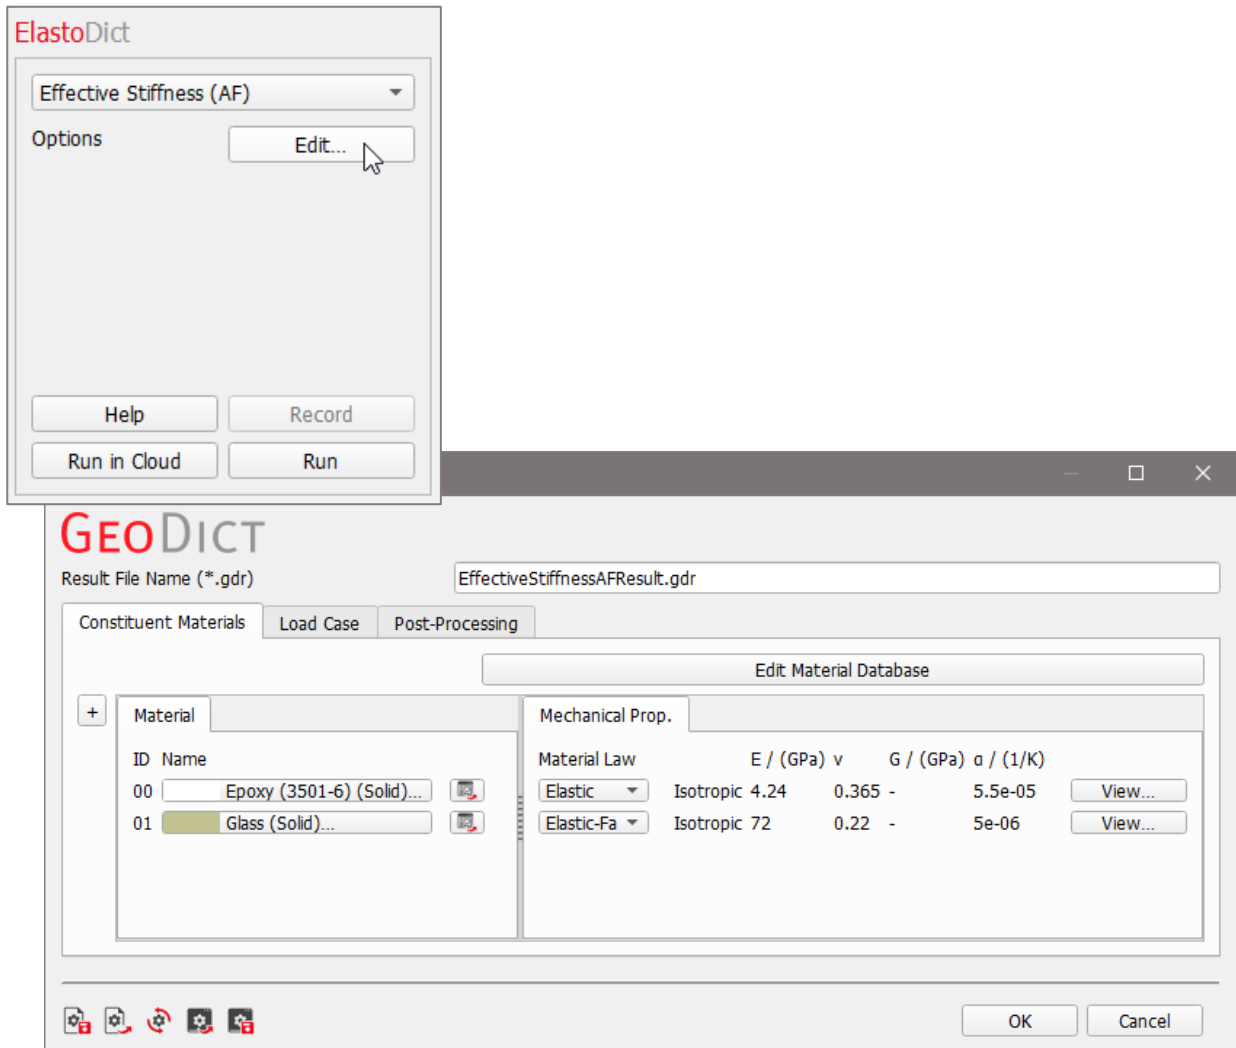 ElastoDict
Effective Stiffness (AF)
Options Edit...
Help Record
Run in Cloud Run
GEODICT
Result File Name (*.gdr) EffectiveStiffnessAFResult.gdr
Constituent Materials Load Case Post-Processing
Edit Material Database
+ Material Mechanical Prop.
ID Name Material Law E / (GPa) ν G / (GPa) α / (1/K)
00 Epoxy (3501-6) (Solid)... Elastic Isotropic 4.24 0.365 - 5.5e-05 View...
01 Glass (Solid)... Elastic-Fa Isotropic 72 0.22 - 5e-06 View...
OK Cancel